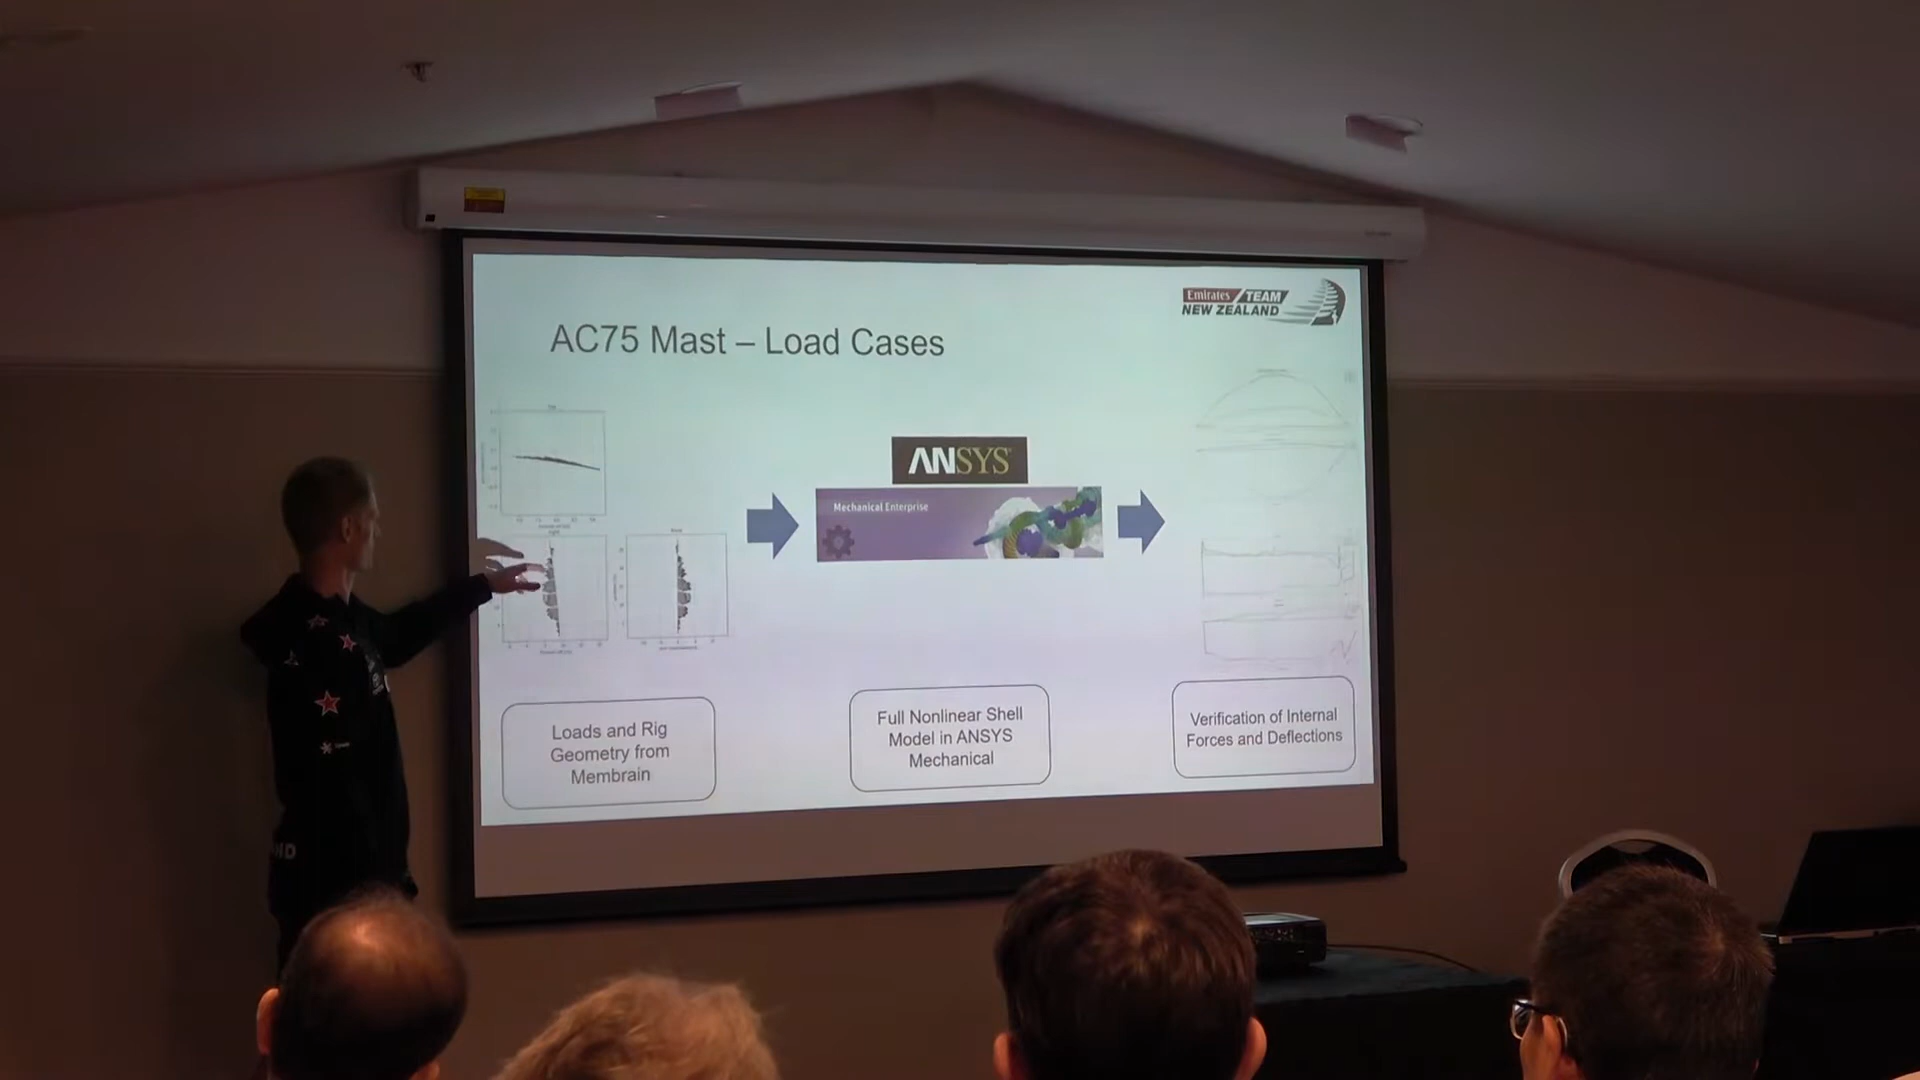 Emirates TEAM
NEW ZEALAND
AC75 Mast – Load Cases
ANSYS
Mechanical Enterprise
Loads and Rig
Geometry from
Membrain
Full Nonlinear Shell
Model in ANSYS
Mechanical
Verification of Internal
Forces and Deflections